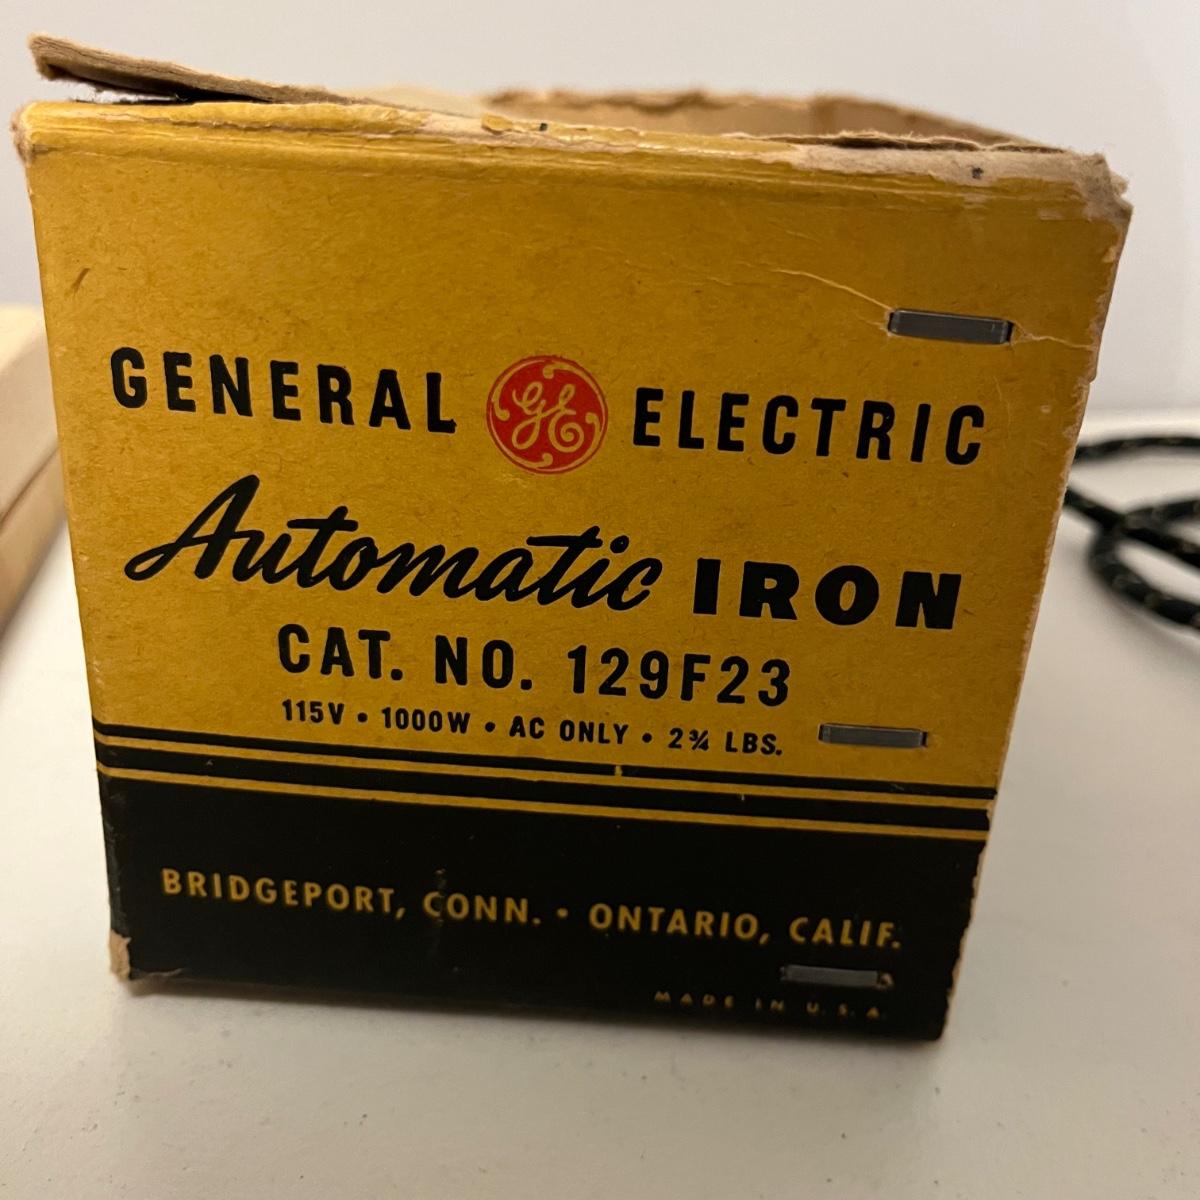 GENERAL GE ELECTRIC
Automatic IRON
CAT. NO. 129F23
115V • 1000W • AC ONLY • 2¾ LBS.
BRIDGEPORT, CONN. • ONTARIO, CALIF.
MADE IN U.S.A.